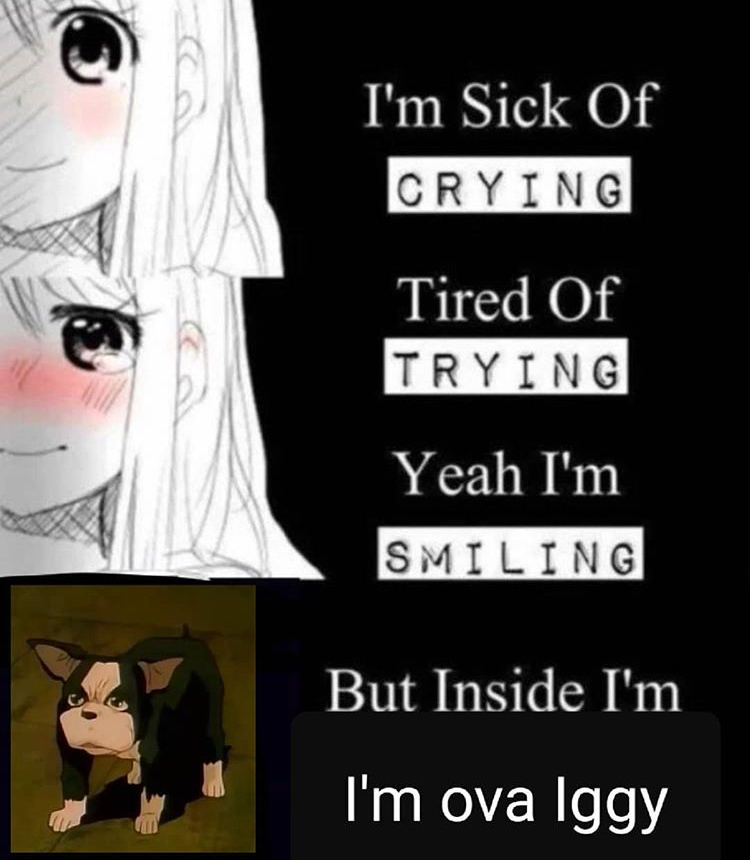 I'm Sick Of
CRYING
Tired Of
TRYING
Yeah I'm
SMILING
But Inside I'm
I'm ova Iggy